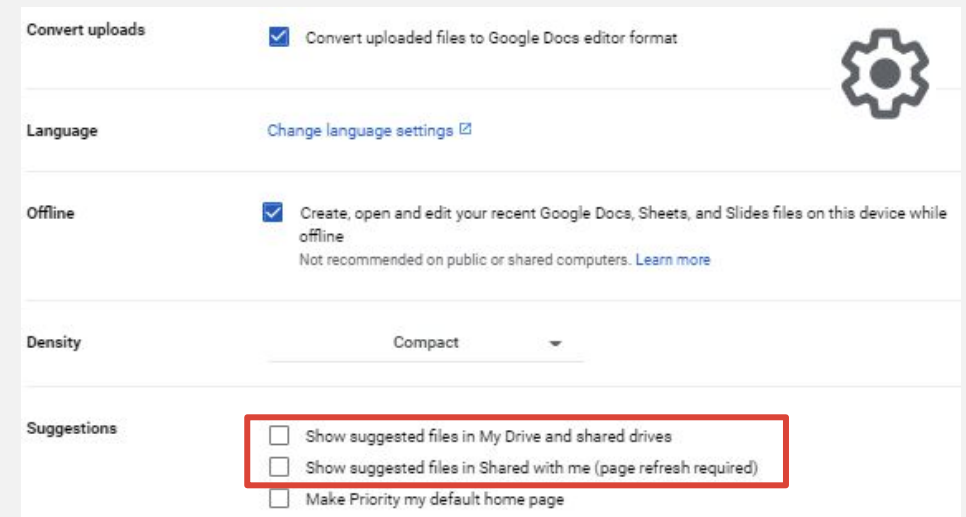 Convert uploads
Convert uploaded files to Google Docs editor format
Language
Change language settings
Offline
Create, open and edit your recent Google Docs, Sheets, and Slides files on this device while
offline
Not recommended on public or shared computers. Learn more
Density
Compact
Suggestions
Show suggested files in My Drive and shared drives
Show suggested files in Shared with me (page refresh required)
Make Priority my default home page